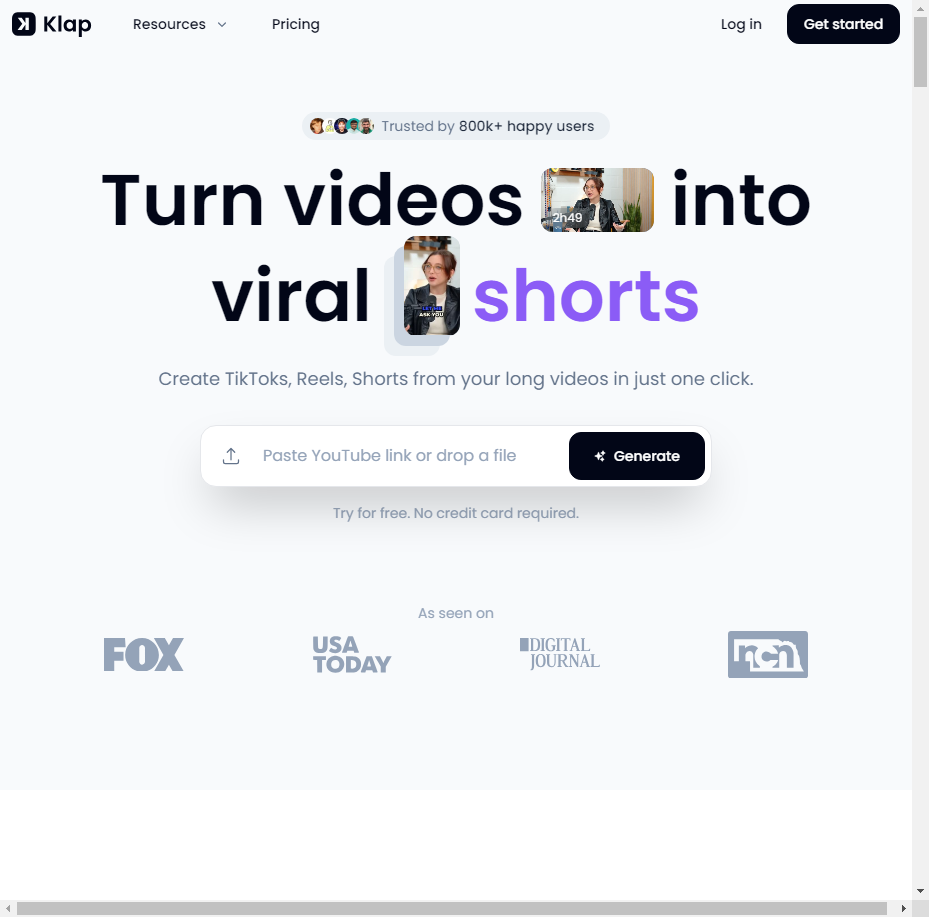 Klap
Resources
Pricing
Log in
Get started
Trusted by 800k+ happy users
Turn videos
2h49
into
viral
ASK YOU
shorts
Create TikToks, Reels, Shorts from your long videos in just one click.
Paste YouTube link or drop a file
Generate
Try for free. No credit card required.
As seen on
FOX
USA
TODAY
DIGITAL
JOURNAL
rcn